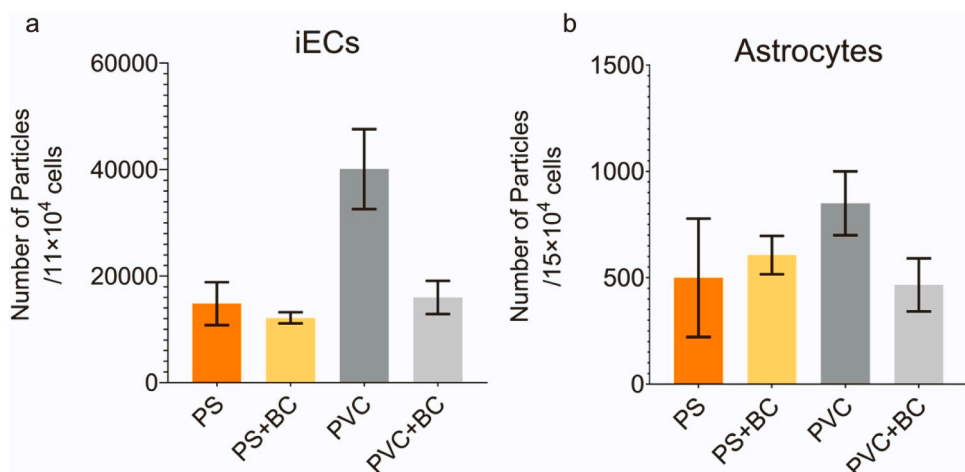 a
iECs
Number of Particles
/11×10⁴ cells
60000
40000
20000
0
PS
PS+BC
PVC
PVC+BC
b
Astrocytes
Number of Particles
/15×10⁴ cells
1500
1000
500
0
PS
PS+BC
PVC
PVC+BC